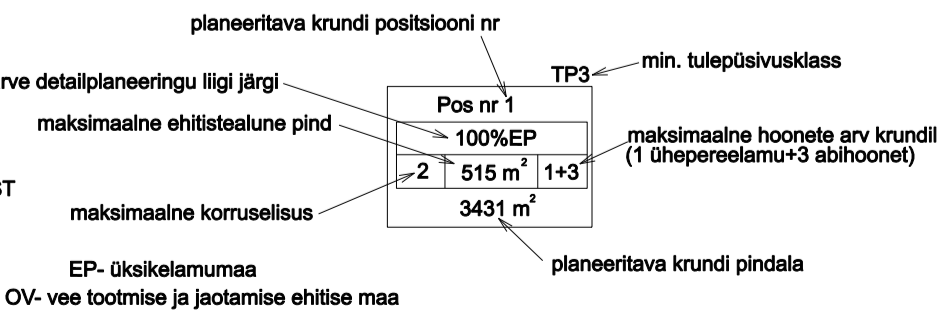 planeeritava krundi positsiooni nr
TP3
min. tulepüsivusklass
rve detailplaneeringu liigi järgi
Pos nr 1
maksimaalne ehitistealune pind
100%EP
maksimaalne hoonete arv krundil
(1 ühepereelamu+3 abihoonet)
2
515 m²
1+3
ST
maksimaalne korruselisus
3431 m²
EP- üksikelamumaa
planeeritava krundi pindala
OV- vee tootmise ja jaotamise ehitise maa